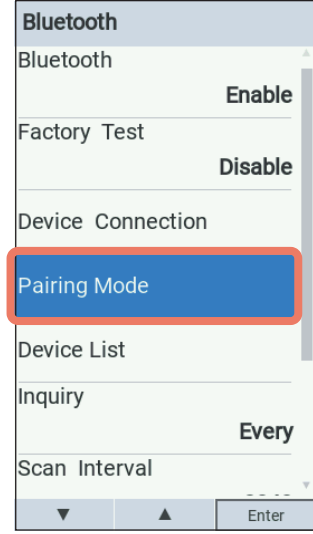 Bluetooth
Bluetooth
Enable
Factory Test
Disable
Device Connection
Pairing Mode
Device List
Inquiry
Every
Scan Interval
▼ ▲ Enter